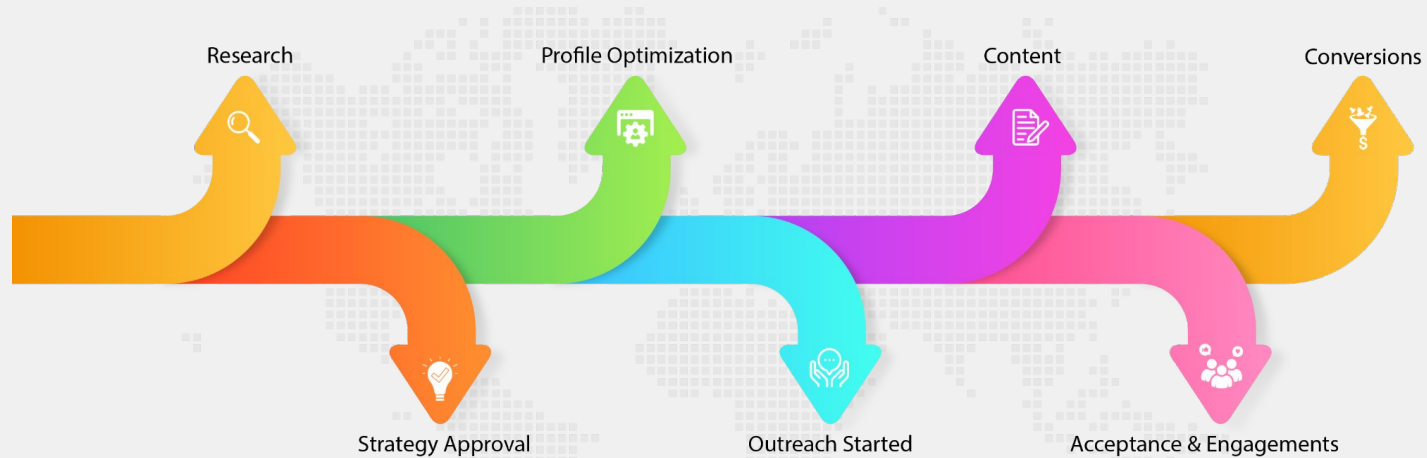 Research
Profile Optimization
Content
Conversions
Strategy Approval
Outreach Started
Acceptance & Engagements